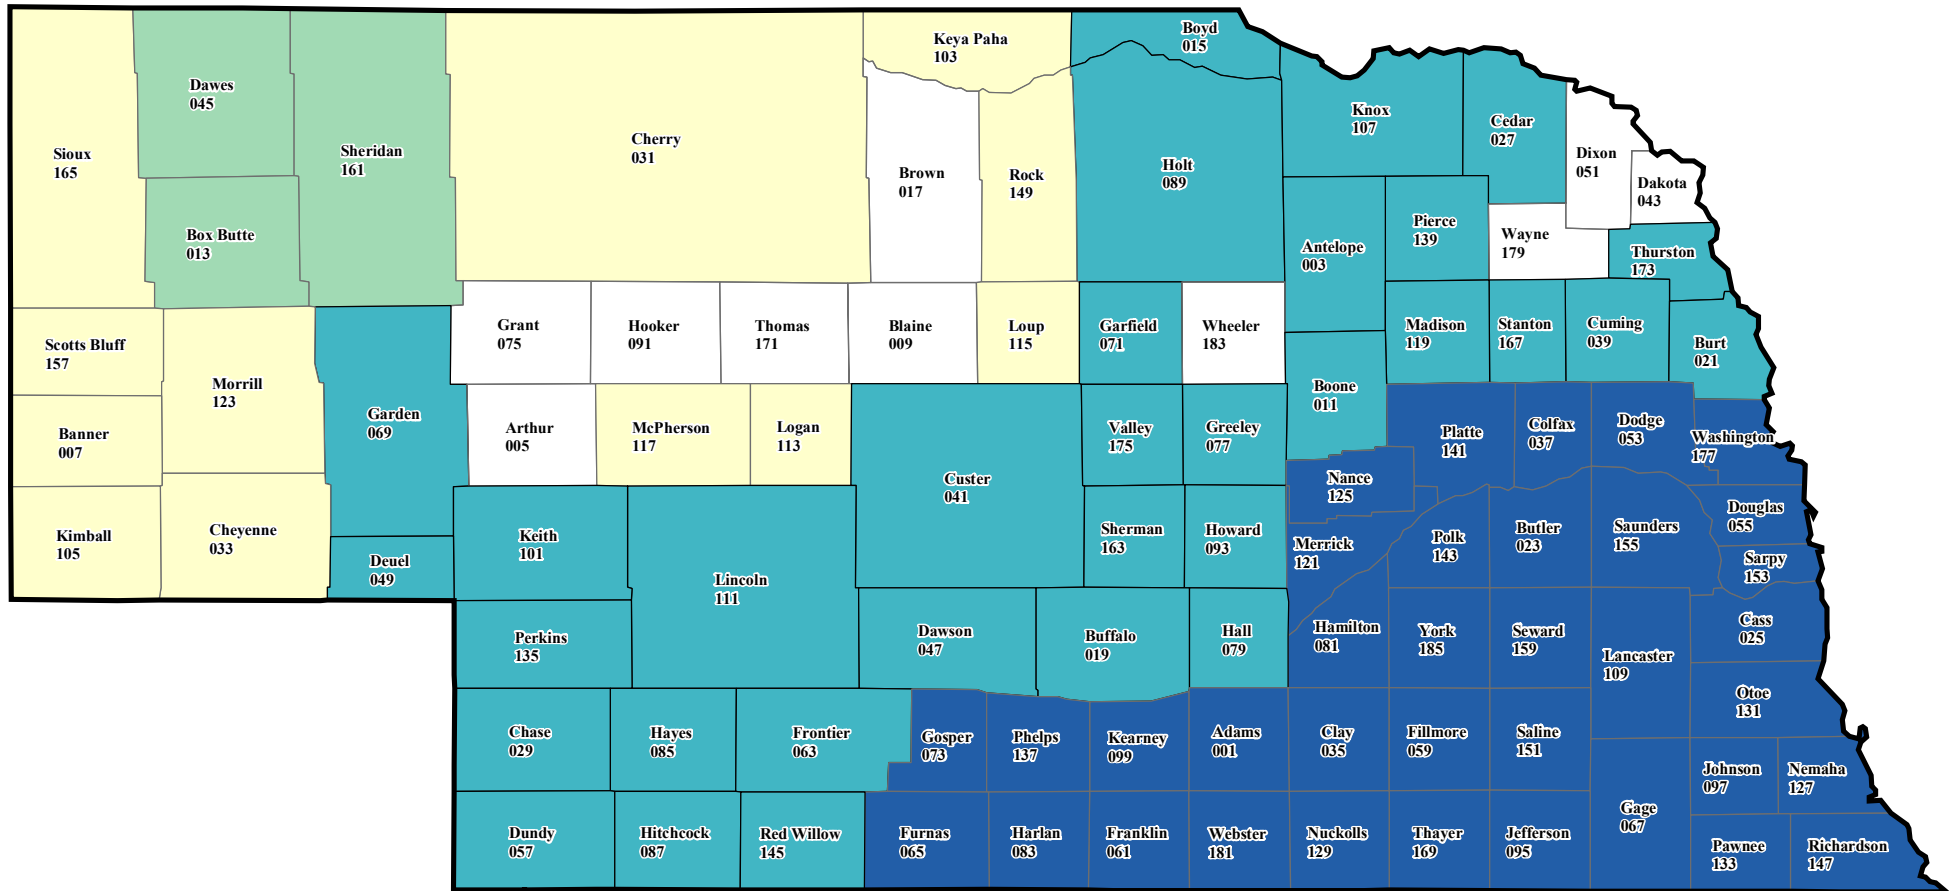 Boyd
015
Keya Paha
103
Dawes
045
Knox
107
Cedar
027
Cherry
031
Sheridan
161
Sioux
165
Dixon
051
Holt
089
Brown
017
Rock
149
Dakota
043
Pierce
139
Box Butte
013
Wayne
179
Antelope
003
Thurston
173
Grant
075
Hooker
091
Thomas
171
Blaine
009
Loup
115
Garfield
071
Wheeler
183
Madison
119
Stanton
167
Cuming
039
Scotts Bluff
157
Burt
021
Morrill
123
Boone
011
Garden
069
Banner
007
Arthur
005
McPherson
117
Logan
113
Valley
175
Greeley
077
Platte
141
Colfax
037
Dodge
053
Washington
177
Custer
041
Nance
125
Douglas
055
Kimball
105
Cheyenne
033
Keith
101
Sherman
163
Howard
093
Merrick
121
Polk
143
Butler
023
Saunders
155
Deuel
049
Sarpy
153
Lincoln
111
Cass
025
Perkins
135
Dawson
047
Buffalo
019
Hall
079
Hamilton
081
York
185
Seward
159
Lancaster
109
Otoe
131
Chase
029
Hayes
085
Frontier
063
Gosper
073
Phelps
137
Kearney
099
Adams
001
Clay
035
Fillmore
059
Saline
151
Johnson
097
Nemaha
127
Gage
067
Dundy
057
Hitchcock
087
Red Willow
145
Furnas
065
Harlan
083
Franklin
061
Webster
181
Nuckolls
129
Thayer
169
Jefferson
095
Pawnee
133
Richardson
147